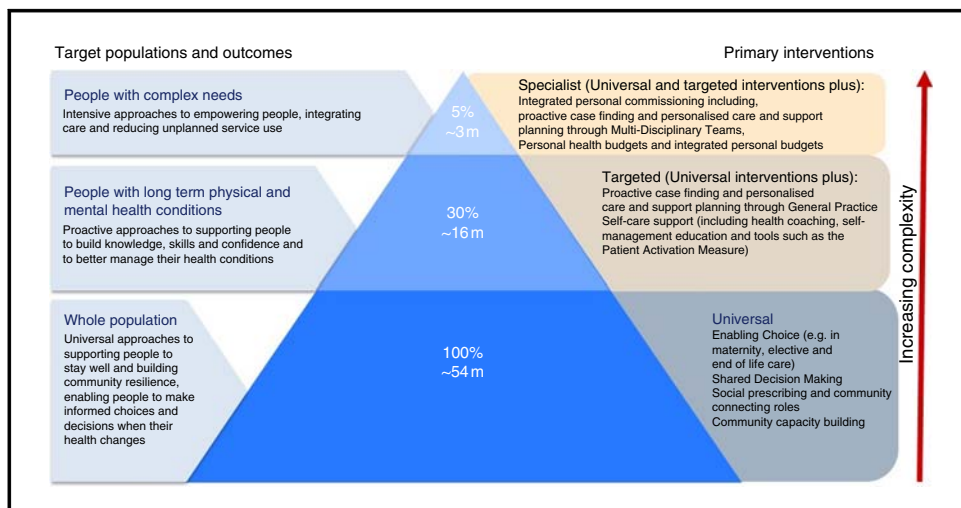 Target populations and outcomes
Primary interventions
People with complex needs
Intensive approaches to empowering people, integrating
care and reducing unplanned service use
5%
~3 m
Specialist (Universal and targeted interventions plus):
Integrated personal commissioning including,
proactive case finding and personalised care and support
planning through Multi-Disciplinary Teams,
Personal health budgets and integrated personal budgets
People with long term physical and
mental health conditions
Proactive approaches to supporting people
to build knowledge, skills and confidence and
to better manage their health conditions
30%
~16 m
Targeted (Universal interventions plus):
Proactive case finding and personalised
care and support planning through General Practice
Self-care support (including health coaching, self-
management education and tools such as the
Patient Activation Measure)
Whole population
Universal approaches to
supporting people to
stay well and building
community resilience,
enabling people to make
informed choices and
decisions when their
health changes
100%
~54 m
Universal
Enabling Choice (e.g. in
maternity, elective and
end of life care)
Shared Decision Making
Social prescribing and community
connecting roles
Community capacity building
Increasing complexity